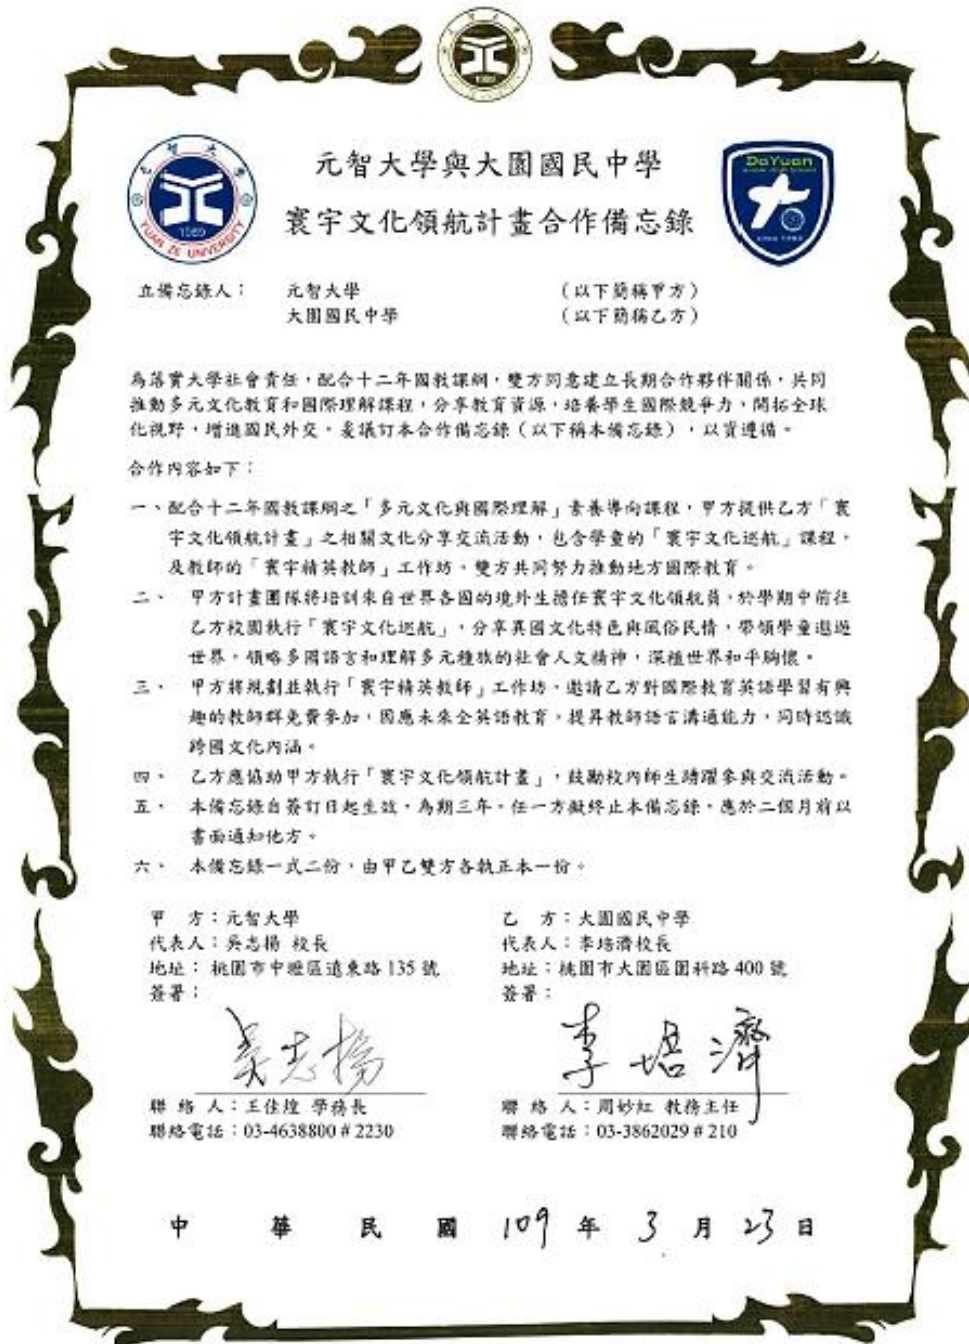 1989
元智大學
1989
YUAN ZE UNIVERSITY
元智大學與大園國民中學
寰宇文化領航計畫合作備忘錄
DaYuan
立備忘錄人： 元智大學 （以下簡稱甲方）
大園國民中學 （以下簡稱乙方）
為落實大學社會責任，配合十二年國教課綱，雙方同意建立長期合作夥伴關係，共同
推動多元文化教育和國際理解課程，分享教育資源，培養學生國際競爭力，開拓全球
化視野，增進國民外交，爰議訂本合作備忘錄（以下稱本備忘錄），以資遵循。
合作內容如下：
一、配合十二年國教課綱之「多元文化與國際理解」素養導向課程，甲方提供乙方「寰
宇文化領航計畫」之相關文化分享交流活動，包含學童的「寰宇文化巡航」課程，
及教師的「寰宇精英教師」工作坊，雙方共同努力推動地方國際教育。
二、 甲方計畫團隊將培訓來自世界各國的境外生擔任寰宇文化領航員，於學期中前往
乙方校園執行「寰宇文化巡航」，分享異國文化特色與風俗民情，帶領學童遨遊
世界，領略多國語言和理解多元種族的社會人文精神，深植世界和平胸懷。
三、 甲方將規劃並執行「寰宇精英教師」工作坊，邀請乙方對國際教育英語學習有興
趣的教師群免費參加，因應未來全英語教育，提昇教師語言溝通能力，同時認識
跨國文化內涵。
四、 乙方應協助甲方執行「寰宇文化領航計畫」，鼓勵校內師生踴躍參與交流活動。
五、 本備忘錄自簽訂日起生效，為期三年。任一方擬終止本備忘錄，應於二個月前以
書面通知他方。
六、 本備忘錄一式二份，由甲乙雙方各執正本一份。
甲 方：元智大學
代表人：吳志揚 校長
地址： 桃園市中壢區遠東路 135 號
簽署：
吳志揚
聯 絡 人：王佳煌 學務長
聯絡電話：03-4638800 # 2230
乙 方：大園國民中學
代表人：李培濟校長
地址：桃園市大園區園科路 400 號
簽署：
李培濟
聯 絡 人：周妙紅 教務主任
聯絡電話：03-3862029 # 210
中 華 民 國 109 年 3 月 23 日